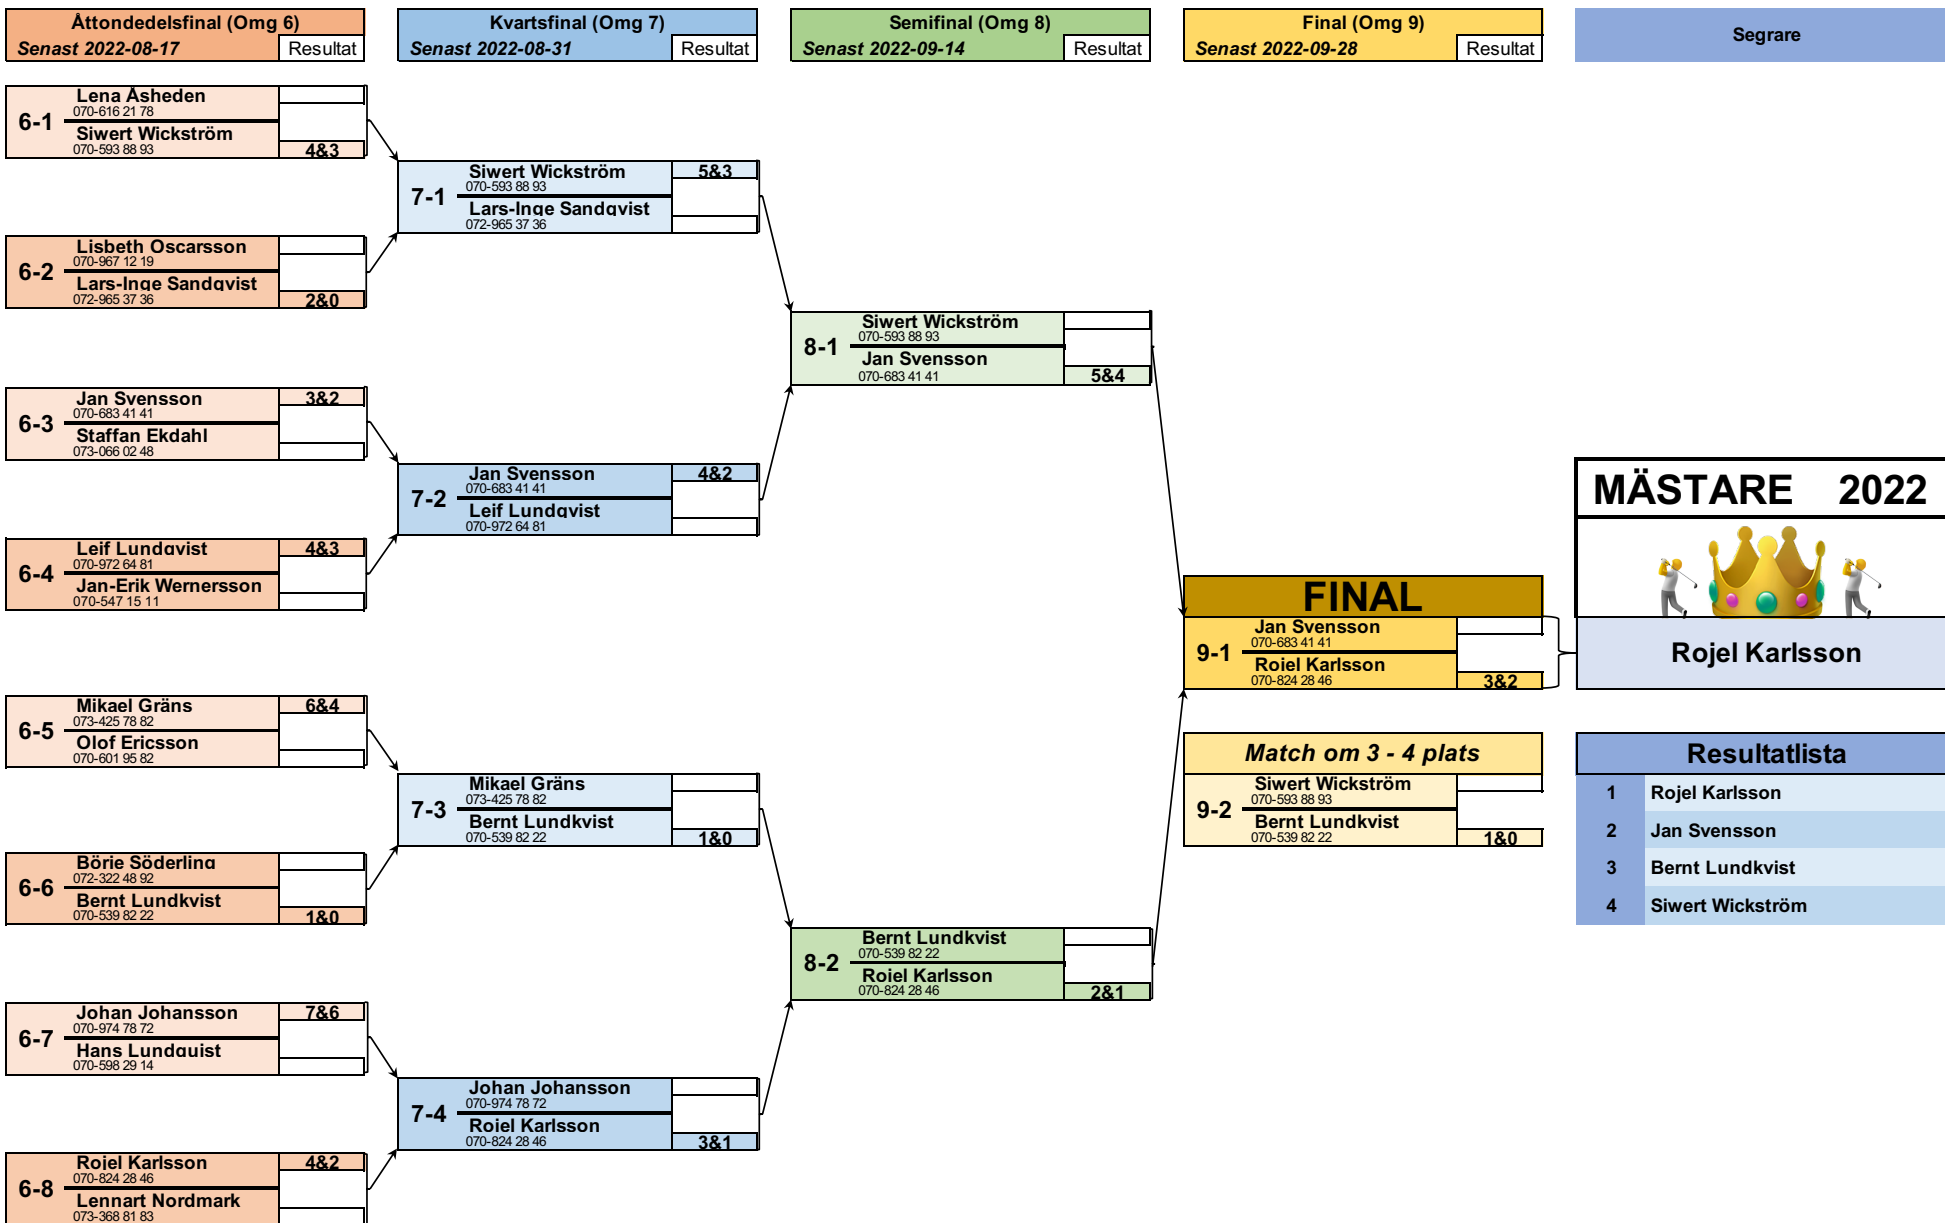 Åttondedelsfinal (Omg 6)
Senast 2022-08-17 Resultat
Kvartsfinal (Omg 7)
Senast 2022-08-31 Resultat
Semifinal (Omg 8)
Senast 2022-09-14 Resultat
Final (Omg 9)
Senast 2022-09-28 Resultat
Segrare
6-1
Lena Åsheden
070-616 21 78
Siwert Wickström
070-593 88 93
4&3
6-2
Lisbeth Oscarsson
070-967 12 19
Lars-Inge Sandqvist
072-965 37 36
2&0
6-3
Jan Svensson
3&2
070-683 41 41
Staffan Ekdahl
073-066 02 48
6-4
Leif Lundqvist
4&3
070-972 64 81
Jan-Erik Wernersson
070-547 15 11
6-5
Mikael Gräns
6&4
073-425 78 82
Olof Ericsson
070-601 95 82
6-6
Börje Söderling
072-322 48 92
Bernt Lundkvist
070-539 82 22
1&0
6-7
Johan Johansson
7&6
070-974 78 72
Hans Lundquist
070-598 29 14
6-8
Rojel Karlsson
4&2
070-824 28 46
Lennart Nordmark
073-368 81 83
7-1
Siwert Wickström
5&3
070-593 88 93
Lars-Inge Sandqvist
072-965 37 36
7-2
Jan Svensson
4&2
070-683 41 41
Leif Lundqvist
070-972 64 81
7-3
Mikael Gräns
073-425 78 82
Bernt Lundkvist
070-539 82 22
1&0
7-4
Johan Johansson
070-974 78 72
Rojel Karlsson
070-824 28 46
3&1
8-1
Siwert Wickström
070-593 88 93
Jan Svensson
070-683 41 41
5&4
8-2
Bernt Lundkvist
070-539 82 22
Rojel Karlsson
070-824 28 46
2&1
FINAL
9-1
Jan Svensson
070-683 41 41
Rojel Karlsson
070-824 28 46
3&2
Match om 3 - 4 plats
9-2
Siwert Wickström
070-593 88 93
Bernt Lundkvist
070-539 82 22
1&0
MÄSTARE 2022
Rojel Karlsson
Resultatlista
1 Rojel Karlsson
2 Jan Svensson
3 Bernt Lundkvist
4 Siwert Wickström